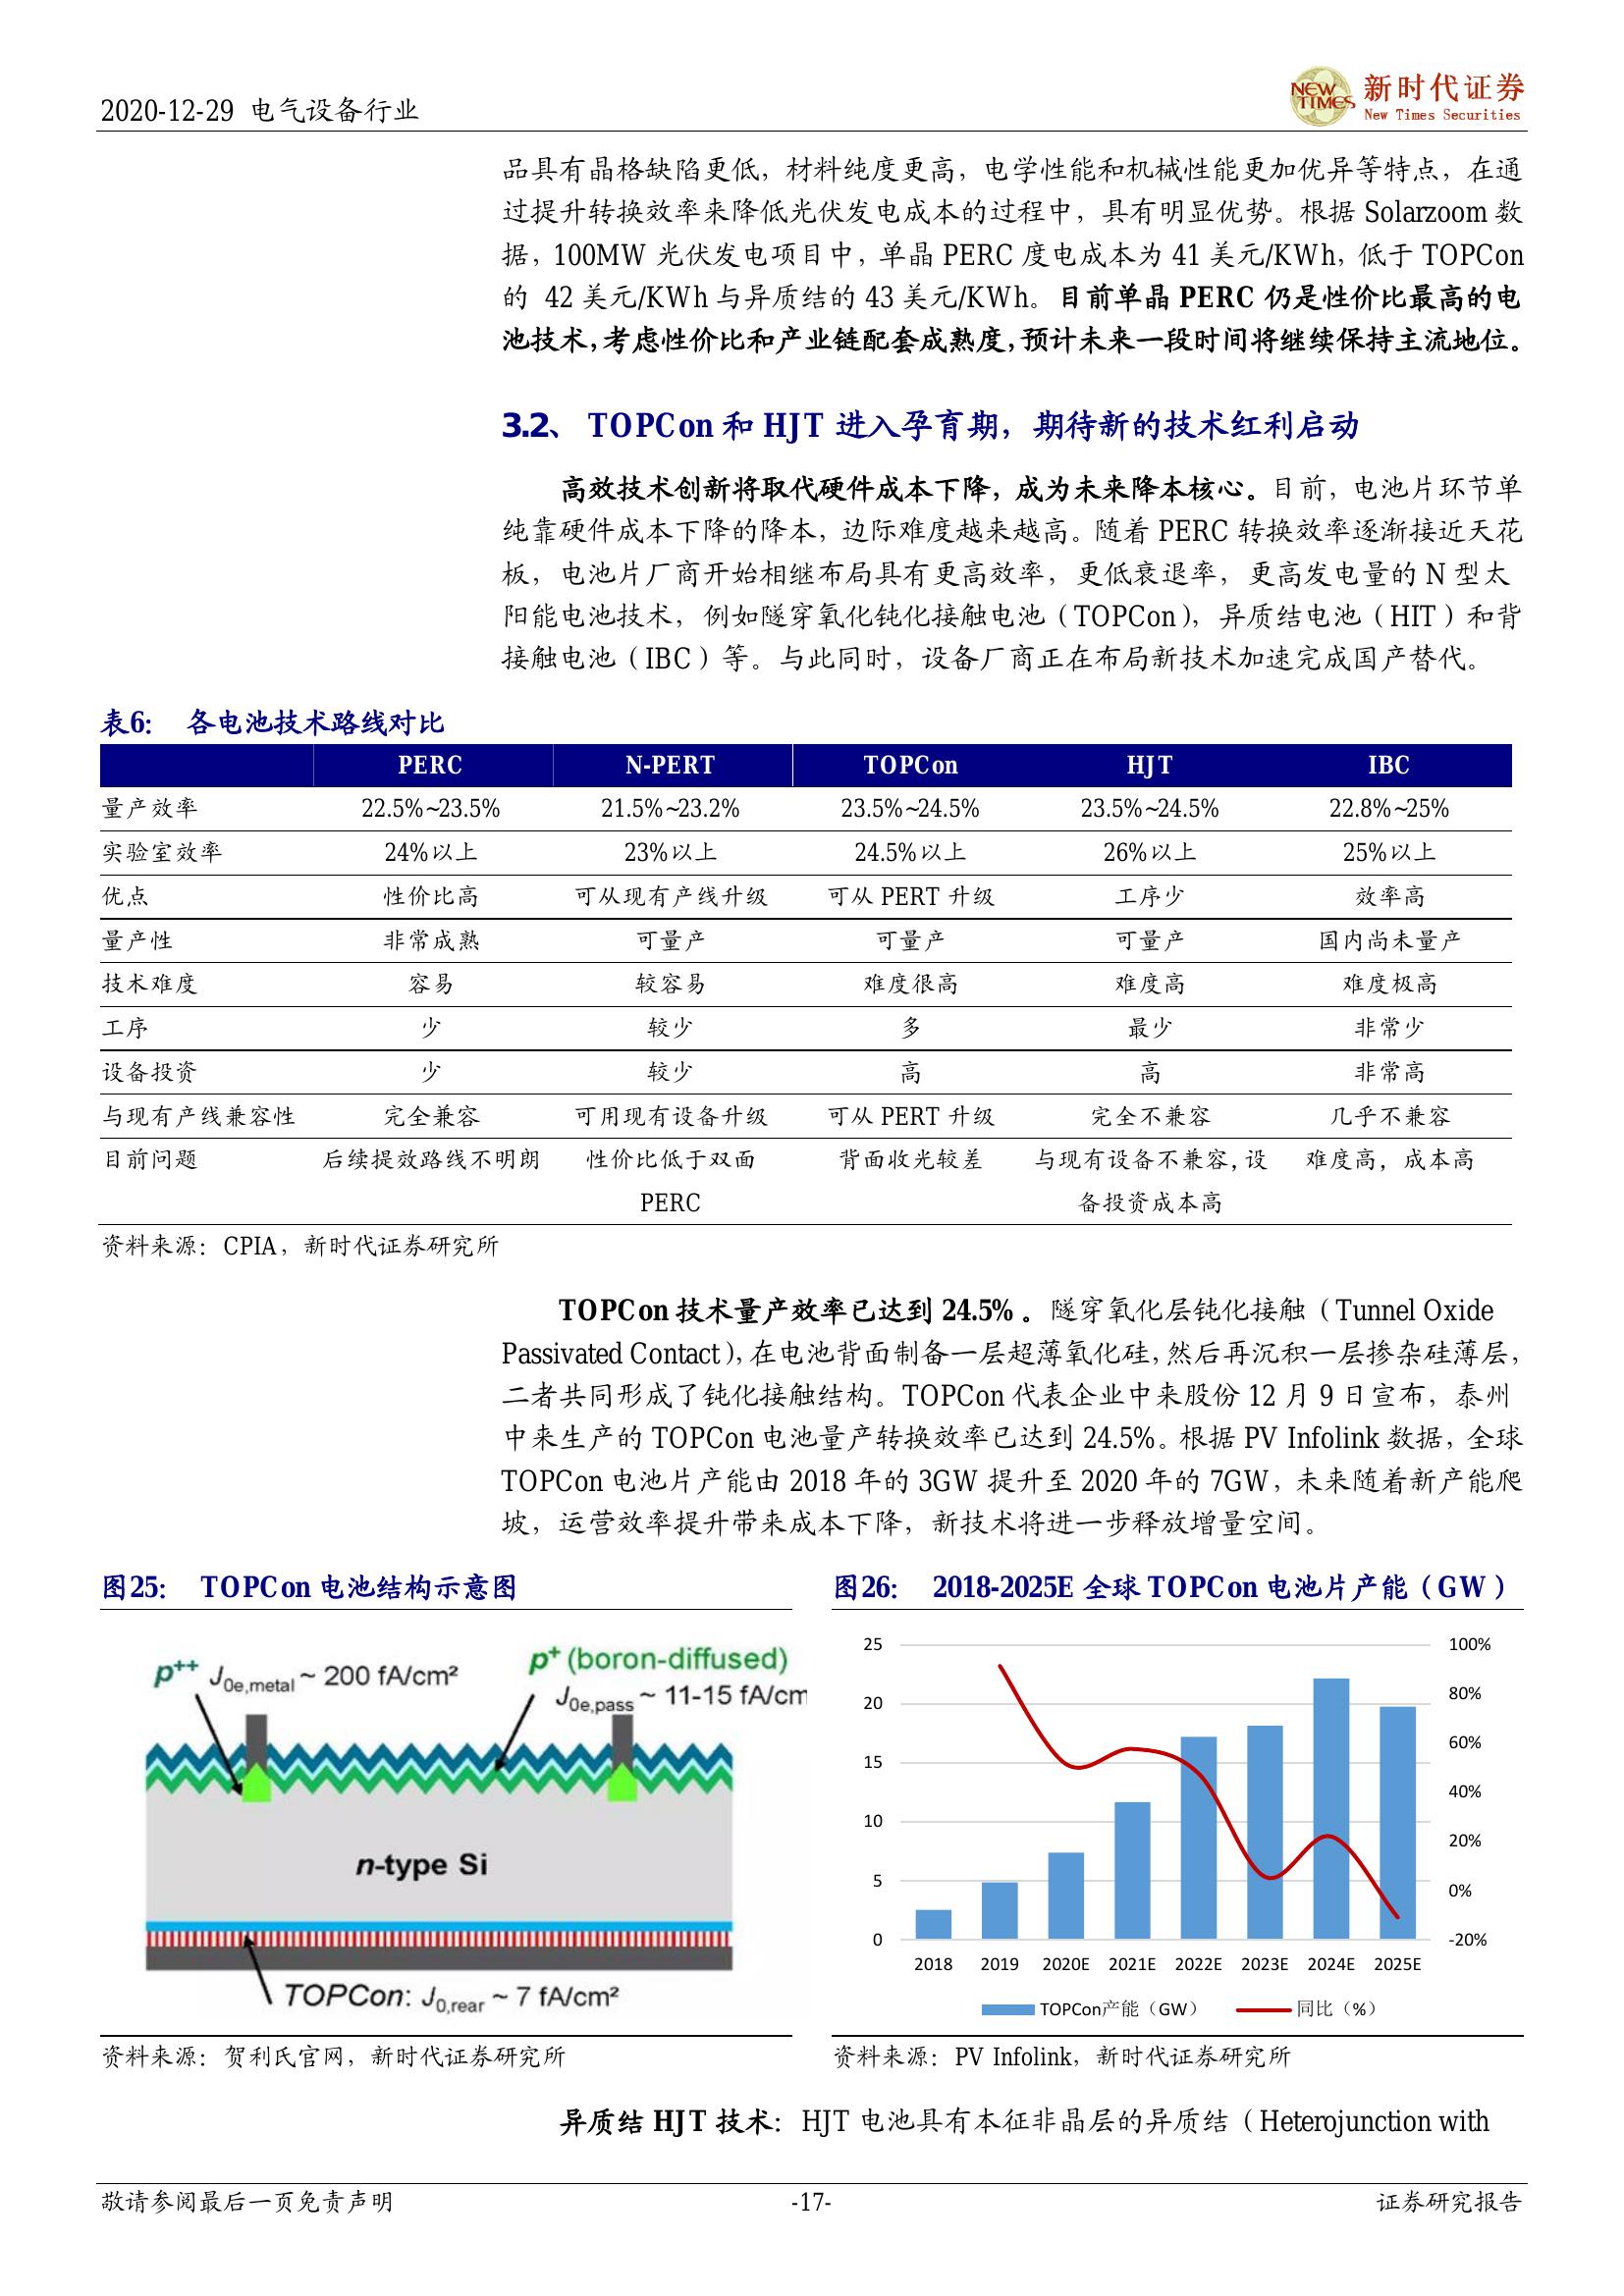 2020-12-29 电气设备行业
NEW TIMES 新时代证券
New Times Securities
品具有晶格缺陷更低，材料纯度更高，电学性能和机械性能更加优异等特点，在通
过提升转换效率来降低光伏发电成本的过程中，具有明显优势。根据 Solarzoom 数
据，100MW 光伏发电项目中，单晶 PERC 度电成本为 41 美元/KWh，低于 TOPCon
的 42 美元/KWh 与异质结的 43 美元/KWh。目前单晶 PERC 仍是性价比最高的电
池技术，考虑性价比和产业链配套成熟度，预计未来一段时间将继续保持主流地位。
3.2、 TOPCon 和 HJT 进入孕育期，期待新的技术红利启动
高效技术创新将取代硬件成本下降，成为未来降本核心。目前，电池片环节单
纯靠硬件成本下降的降本，边际难度越来越高。随着 PERC 转换效率逐渐接近天花
板，电池片厂商开始相继布局具有更高效率，更低衰退率，更高发电量的 N 型太
阳能电池技术，例如隧穿氧化钝化接触电池（TOPCon），异质结电池（HIT）和背
接触电池（IBC）等。与此同时，设备厂商正在布局新技术加速完成国产替代。
表6： 各电池技术路线对比
PERC N-PERT TOPCon HJT IBC
量产效率 22.5%~23.5% 21.5%~23.2% 23.5%~24.5% 23.5%~24.5% 22.8%~25%
实验室效率 24%以上 23%以上 24.5%以上 26%以上 25%以上
优点 性价比高 可从现有产线升级 可从 PERT 升级 工序少 效率高
量产性 非常成熟 可量产 可量产 可量产 国内尚未量产
技术难度 容易 较容易 难度很高 难度高 难度极高
工序 少 较少 多 最少 非常少
设备投资 少 较少 高 高 非常高
与现有产线兼容性 完全兼容 可用现有设备升级 可从 PERT 升级 完全不兼容 几乎不兼容
目前问题 后续提效路线不明朗 性价比低于双面 背面收光较差 与现有设备不兼容，设 难度高，成本高
PERC 备投资成本高
资料来源：CPIA，新时代证券研究所
TOPCon 技术量产效率已达到 24.5%。隧穿氧化层钝化接触（Tunnel Oxide
Passivated Contact），在电池背面制备一层超薄氧化硅，然后再沉积一层掺杂硅薄层，
二者共同形成了钝化接触结构。TOPCon 代表企业中来股份 12 月 9 日宣布，泰州
中来生产的 TOPCon 电池量产转换效率已达到 24.5%。根据 PV Infolink 数据，全球
TOPCon 电池片产能由 2018 年的 3GW 提升至 2020 年的 7GW，未来随着新产能爬
坡，运营效率提升带来成本下降，新技术将进一步释放增量空间。
图25： TOPCon 电池结构示意图
p++ J0e,metal ~ 200 fA/cm²
p+ (boron-diffused)
J0e,pass ~ 11-15 fA/cm
n-type Si
TOPCon: J0,rear ~ 7 fA/cm²
资料来源：贺利氏官网，新时代证券研究所
图26： 2018-2025E 全球 TOPCon 电池片产能（GW）
25 100%
80%
20
60%
15
40%
10
20%
5
0%
0 -20%
2018 2019 2020E 2021E 2022E 2023E 2024E 2025E
TOPCon产能（GW） 同比（%）
资料来源：PV Infolink，新时代证券研究所
异质结 HJT 技术：HJT 电池具有本征非晶层的异质结（Heterojunction with
敬请参阅最后一页免责声明 -17- 证券研究报告